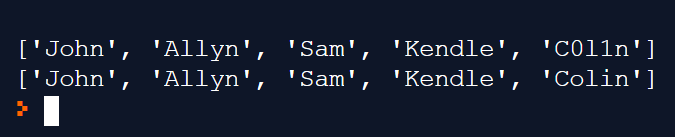 ['John', 'Allyn', 'Sam', 'Kendle', 'C0l1n']
['John', 'Allyn', 'Sam', 'Kendle', 'Colin']
>